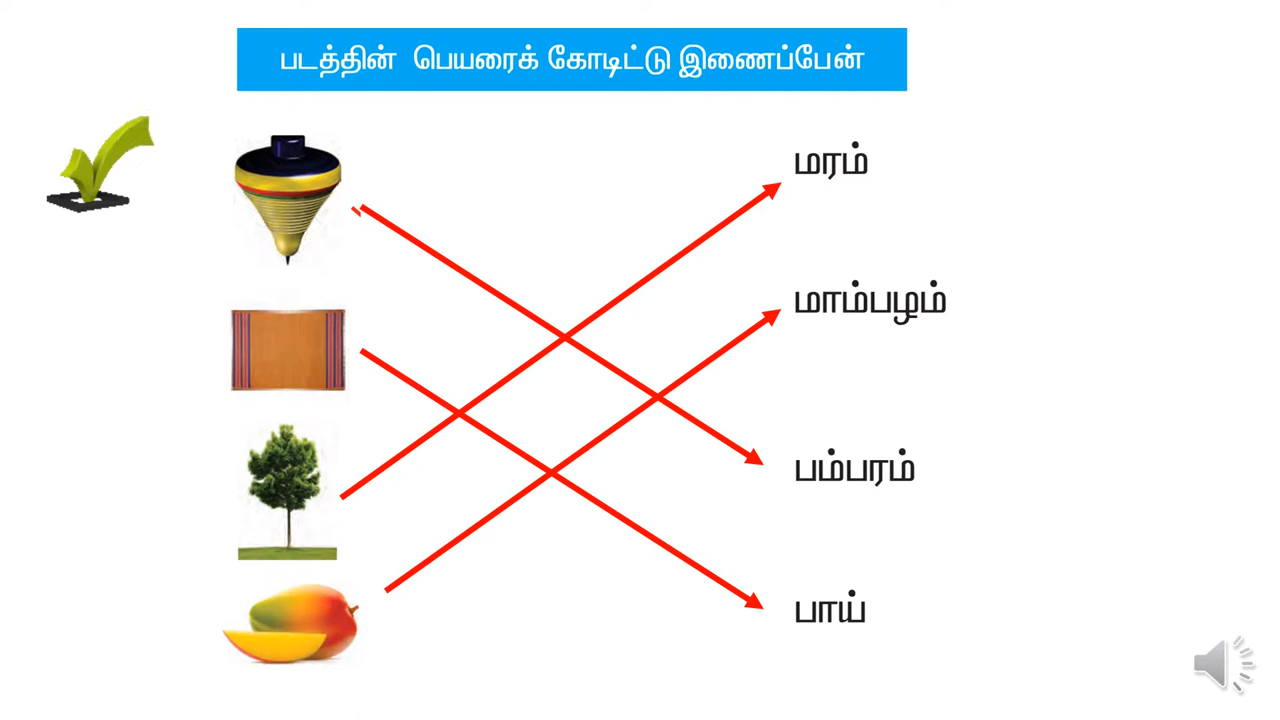 படத்தின் பெயரைக் கோடிட்டு இணைப்பேன்
மரம்
மாம்பழம்
பம்பரம்
பாய்